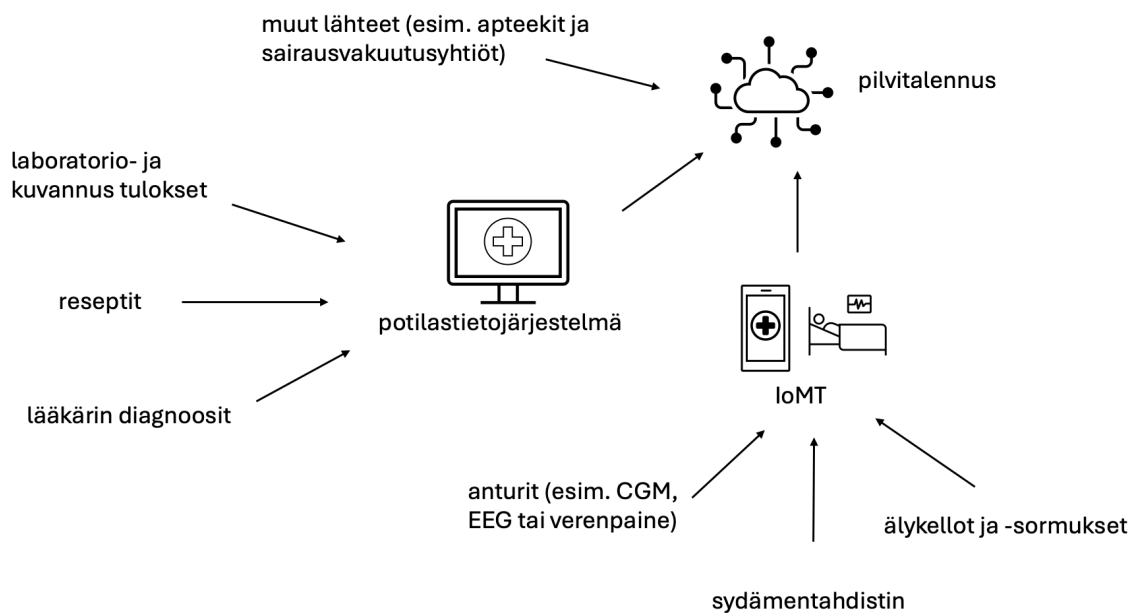 muut lähteet (esim. apteekit ja
sairausvakuutusyhtiöt)
pilvitalennus
laboratorio- ja
kuvannus tulokset
reseptit
potilastietojärjestelmä
lääkärin diagnoosit
IoMT
anturit (esim. CGM,
EEG tai verenpaine)
älykellot ja -sormukset
sydämentahdistin